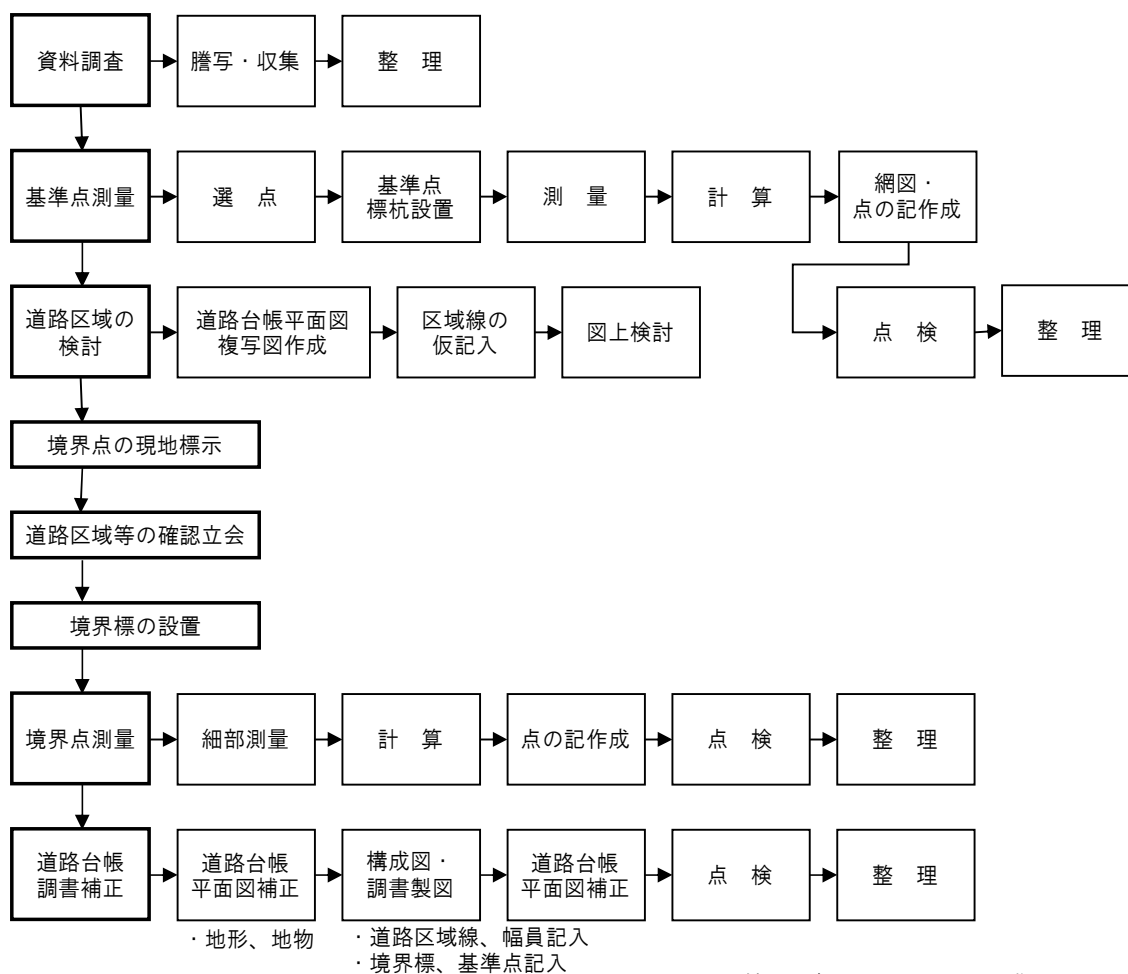 資料調査
謄写・収集
整 理
基準点測量
選 点
基準点
標杭設置
測 量
計 算
網図・
点の記作成
点 検
整 理
道路区域の
検討
道路台帳平面図
複写図作成
区域線の
仮記入
図上検討
境界点の現地標示
道路区域等の確認立会
境界標の設置
境界点測量
細部測量
計 算
点の記作成
点 検
整 理
道路台帳
調書補正
道路台帳
平面図補正
構成図・
調書製図
道路台帳
平面図補正
点 検
整 理
・地形、地物
・道路区域線、幅員記入
・境界標、基準点記入